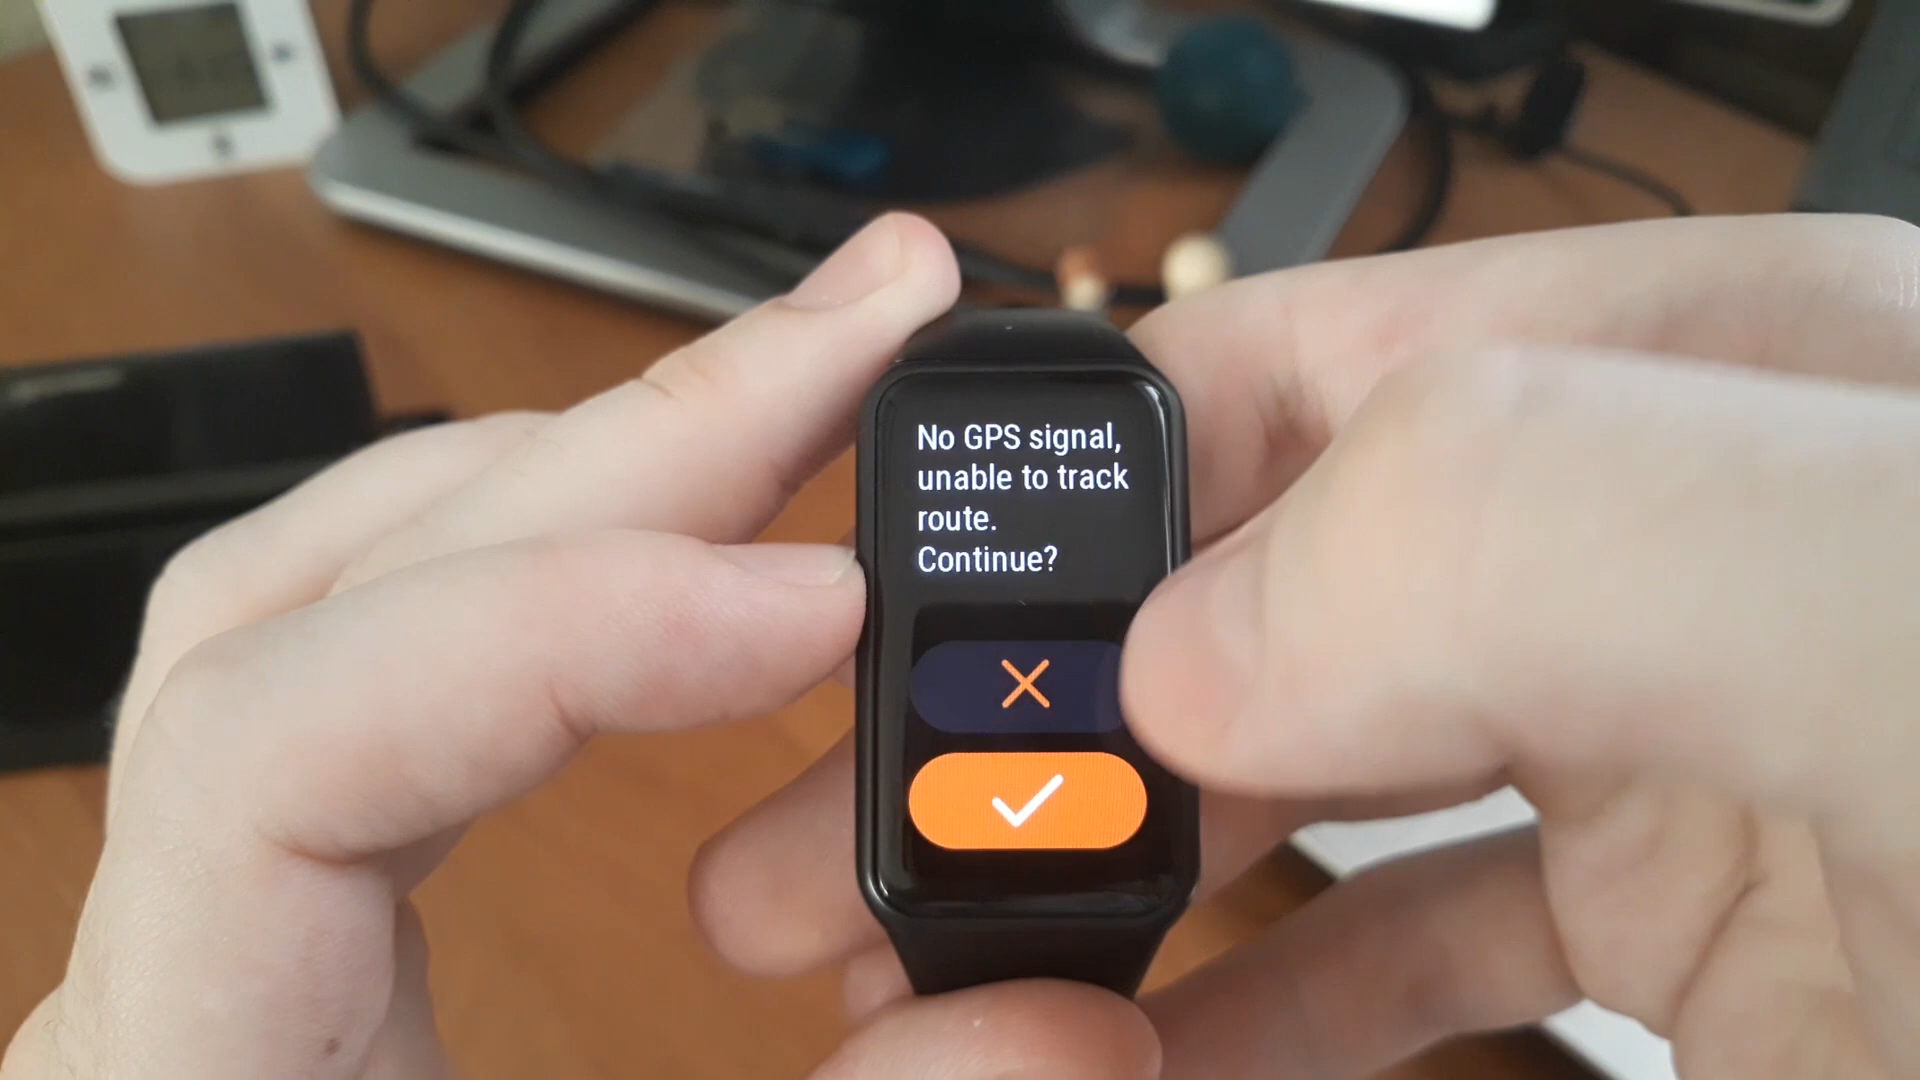 No GPS signal,
unable to track
route.
Continue?